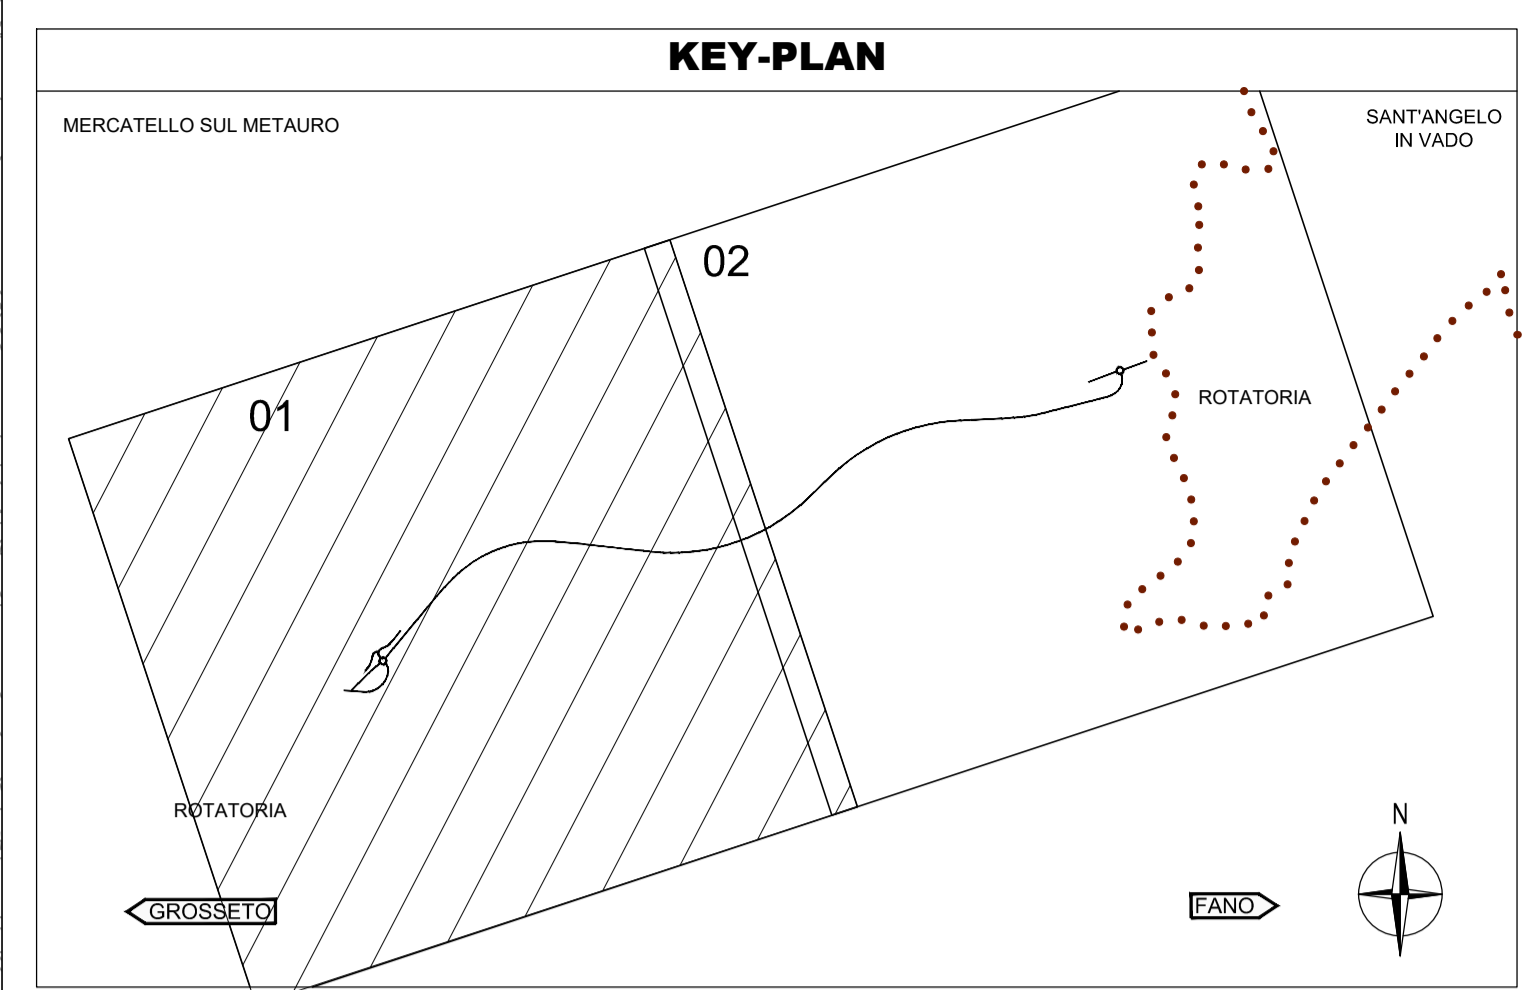 KEY-PLAN
MERCATELLO SUL METAURO
SANT'ANGELO
IN VADO
02
01
ROTATORIA
ROTATORIA
N
GROSSETO
FANO